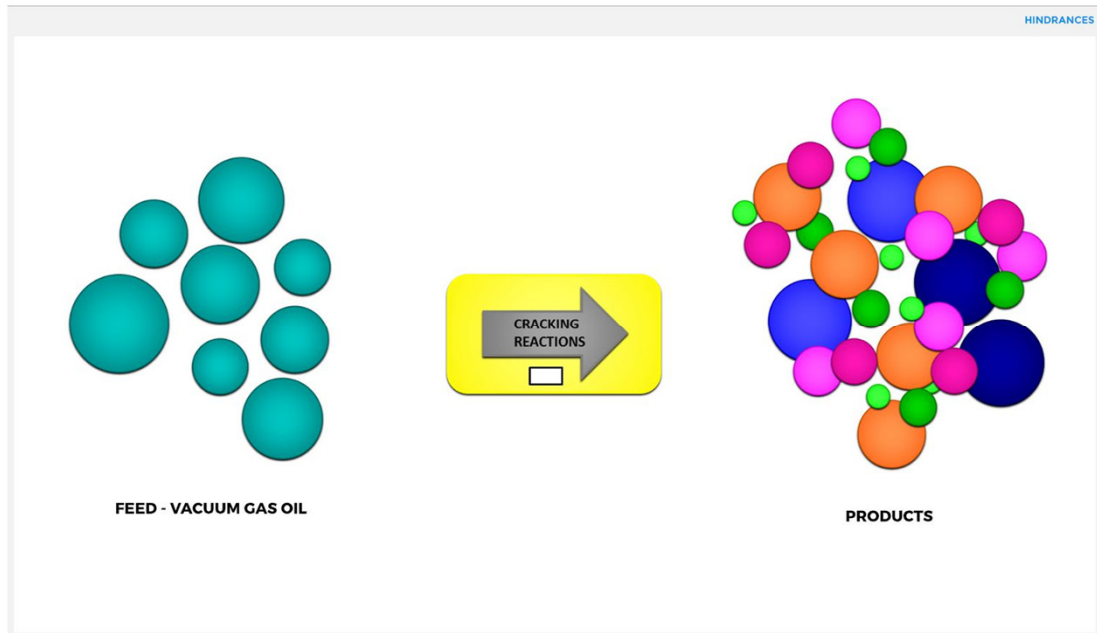 HINDRANCES
CRACKING
REACTIONS
FEED - VACUUM GAS OIL
PRODUCTS